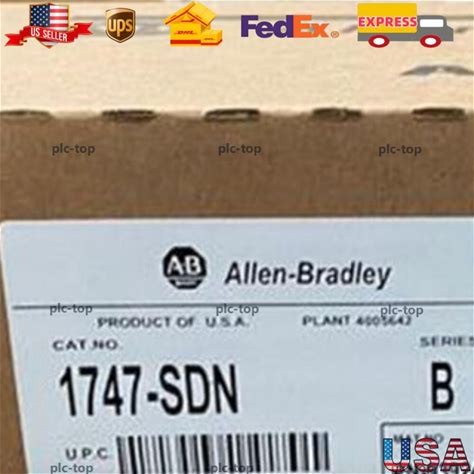 US SELLER
ups
FedEx®
EXPRESS
plc-top plc-top plc-top
AB Allen-Bradley
plc-top plc-top plc-top
PRODUCT OF U.S.A. PLANT 4005642
CAT.NO. SERIES
1747-SDN B
U.P.C.
plc-top plc-top
USA